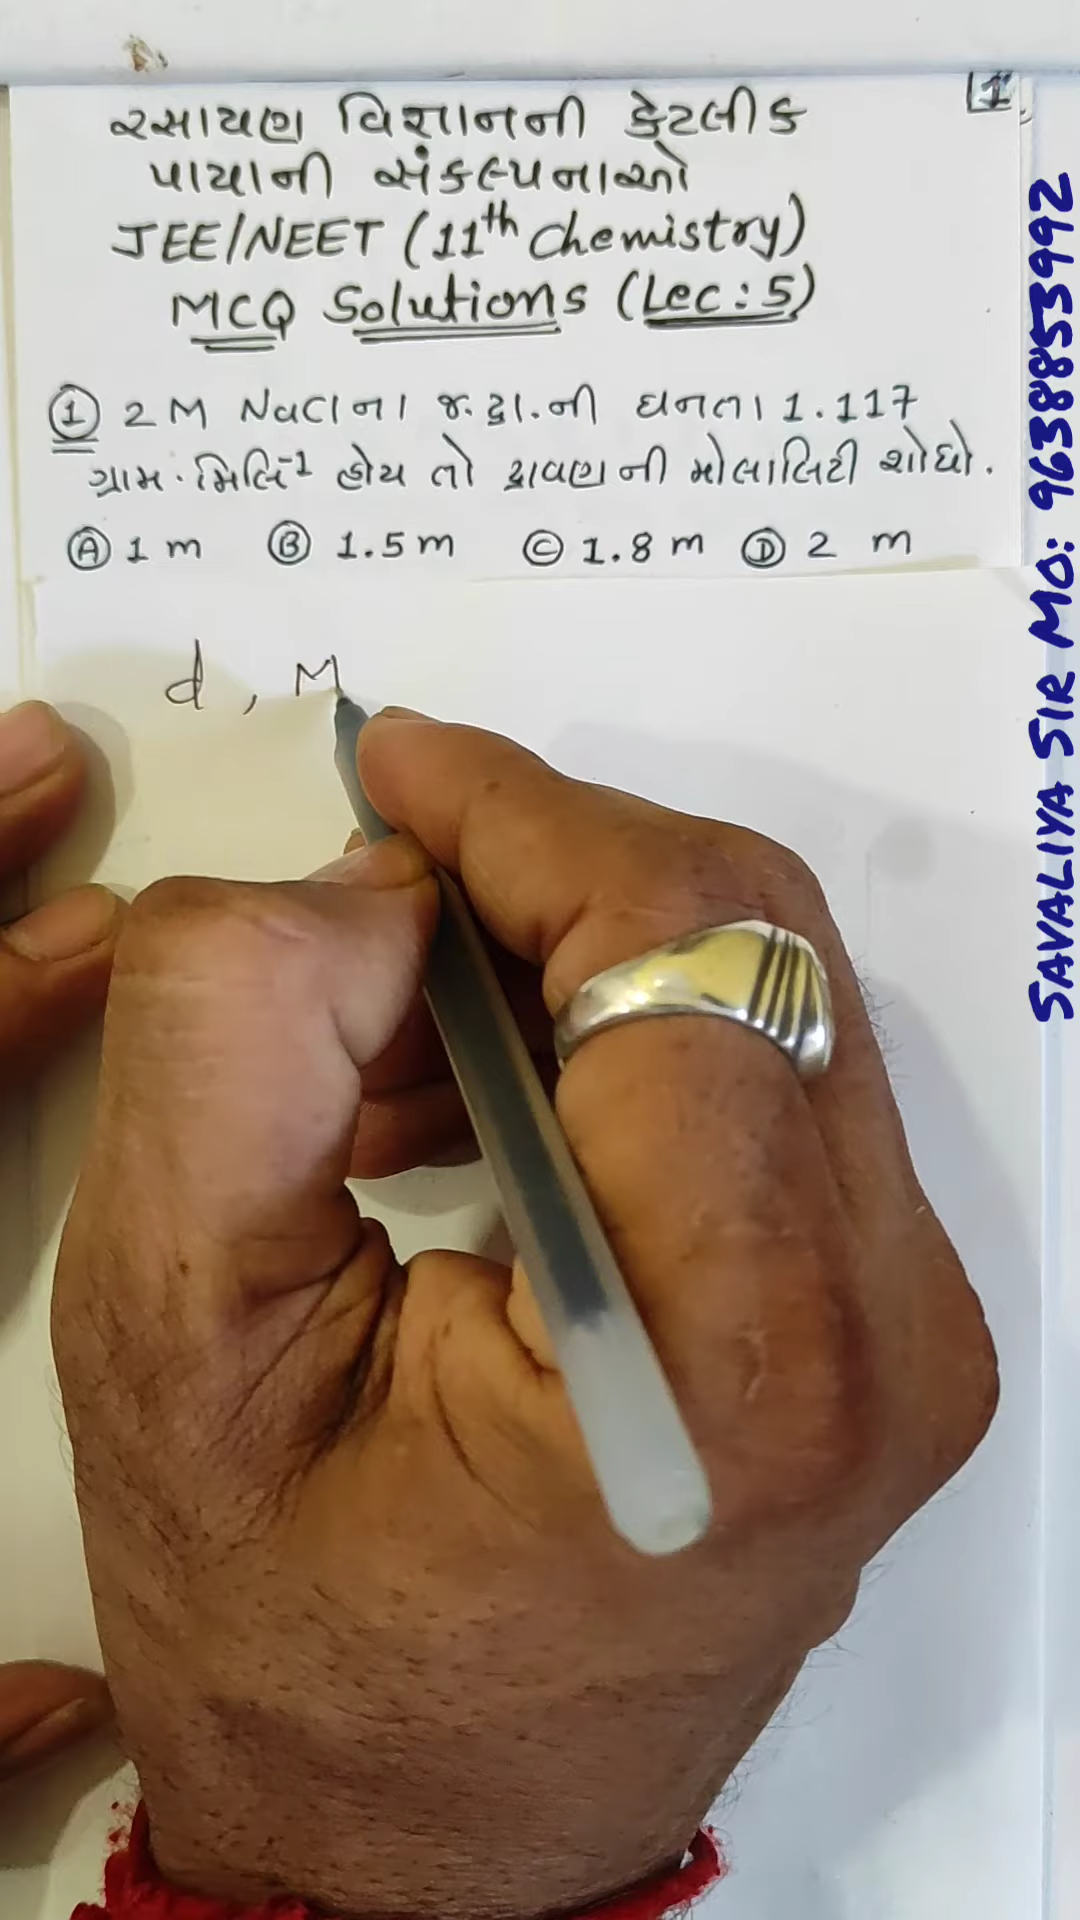 1
રસાયણ વિજ્ઞાનની કેટલીક
પાયાની સંકલ્પનાઓ
JEE/NEET (11th Chemistry)
MCQ Solutions (Lec:5)
① 2 M NaClના જ.દ્રા.ની ઘનતા 1.117
ગ્રામ.મિલિ-1 હોય તો દ્રાવણની મોલાલિટી શોધો.
Ⓐ 1 m Ⓑ 1.5 m Ⓒ 1.8 m Ⓓ 2 m
d, M
SAVALIYA SIR MO: 9638853992